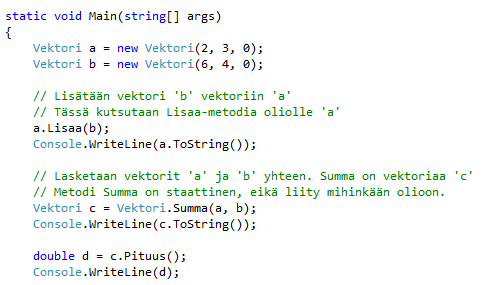 static void Main(string[] args)
{
    Vektori a = new Vektori(2, 3, 0);
    Vektori b = new Vektori(6, 4, 0);

    // Lisätään vektori 'b' vektoriin 'a'
    // Tässä kutsutaan Lisaa-metodia oliolle 'a'
    a.Lisaa(b);
    Console.WriteLine(a.ToString());

    // Lasketaan vektorit 'a' ja 'b' yhteen. Summa on vektoriaa 'c'
    // Metodi Summa on staattinen, eikä liity mihinkään olioon.
    Vektori c = Vektori.Summa(a, b);
    Console.WriteLine(c.ToString());

    double d = c.Pituus();
    Console.WriteLine(d);